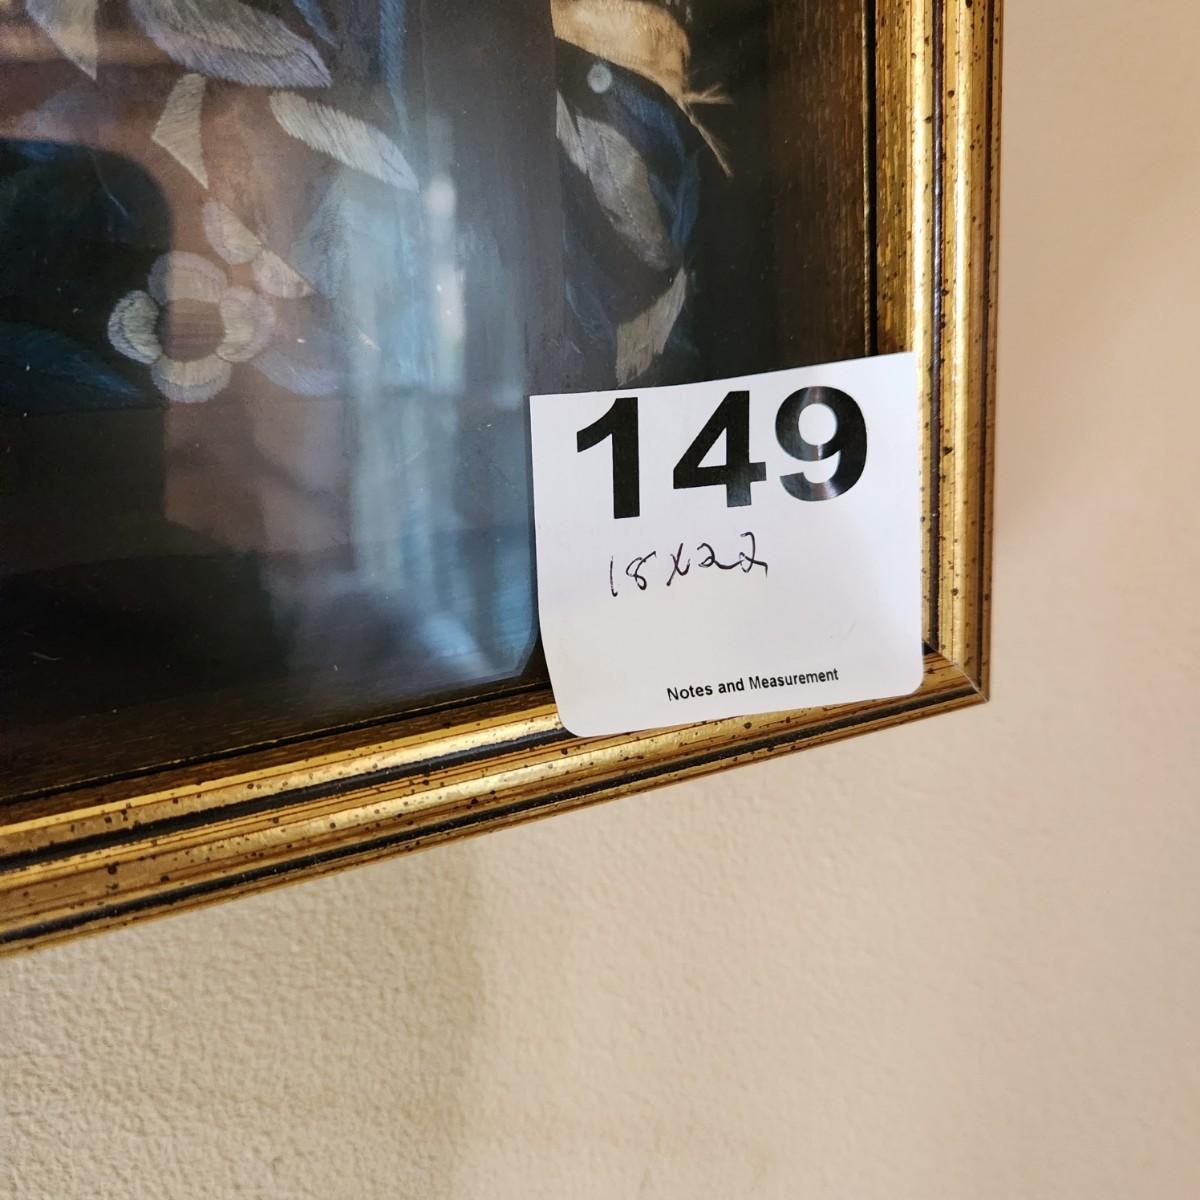 149
18x22
Notes and Measurement